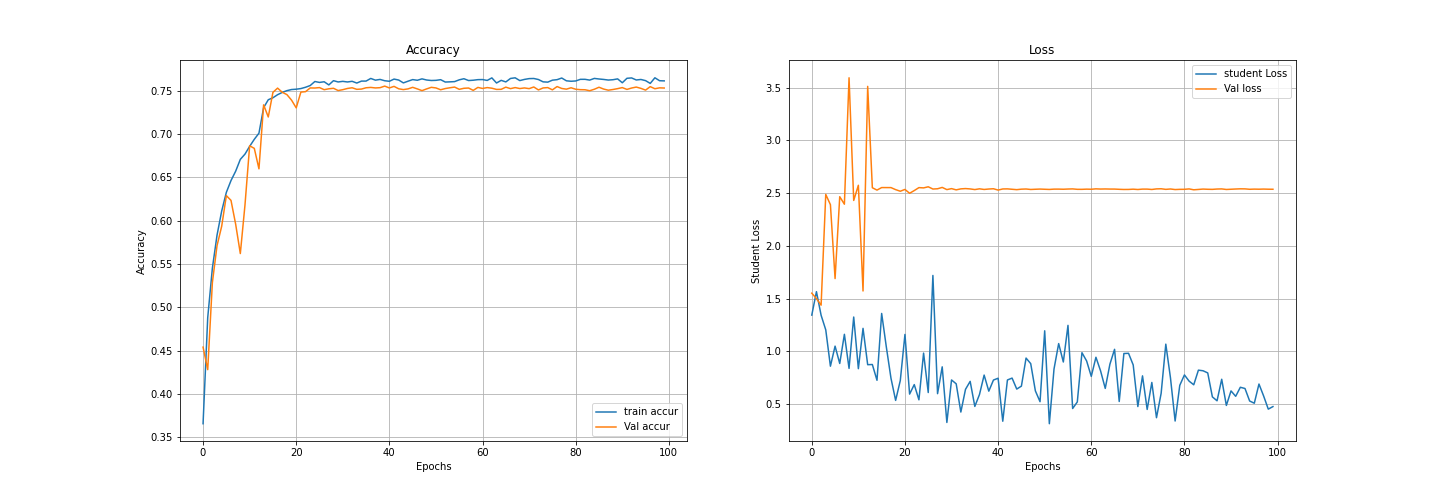 Accuracy
Accuracy
0.75
0.70
0.65
0.60
0.55
0.50
0.45
0.40
0.35
0 20 40 60 80 100
Epochs
train accur
Val accur
Loss
Student Loss
3.5
3.0
2.5
2.0
1.5
1.0
0.5
0 20 40 60 80 100
Epochs
student Loss
Val loss